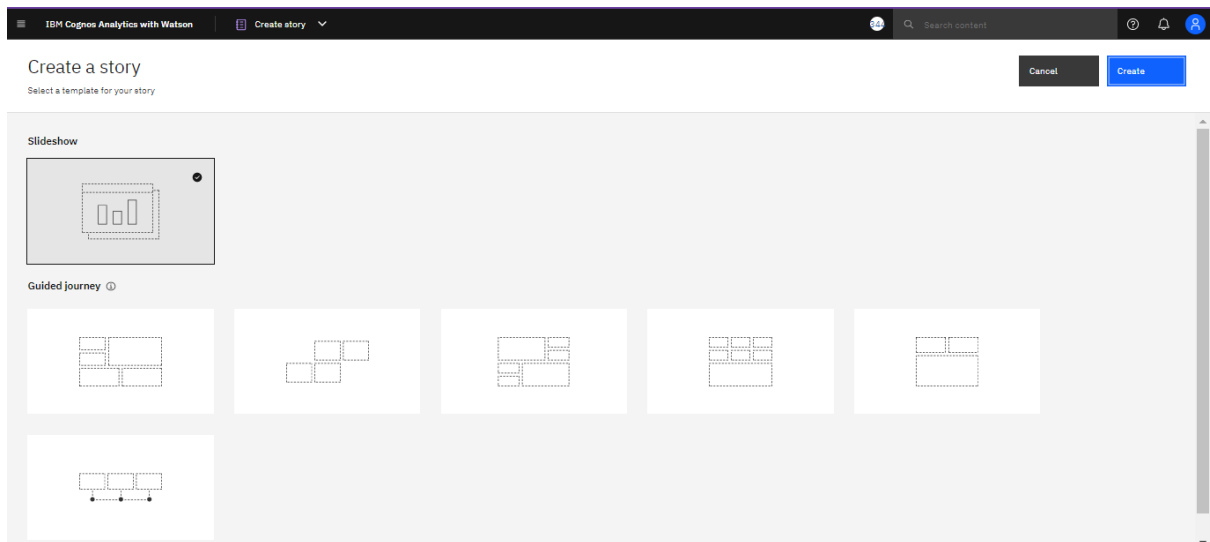 IBM Cognos Analytics with Watson
Create story
Search content
Create a story
Select a template for your story
Cancel
Create
Slideshow
Guided journey